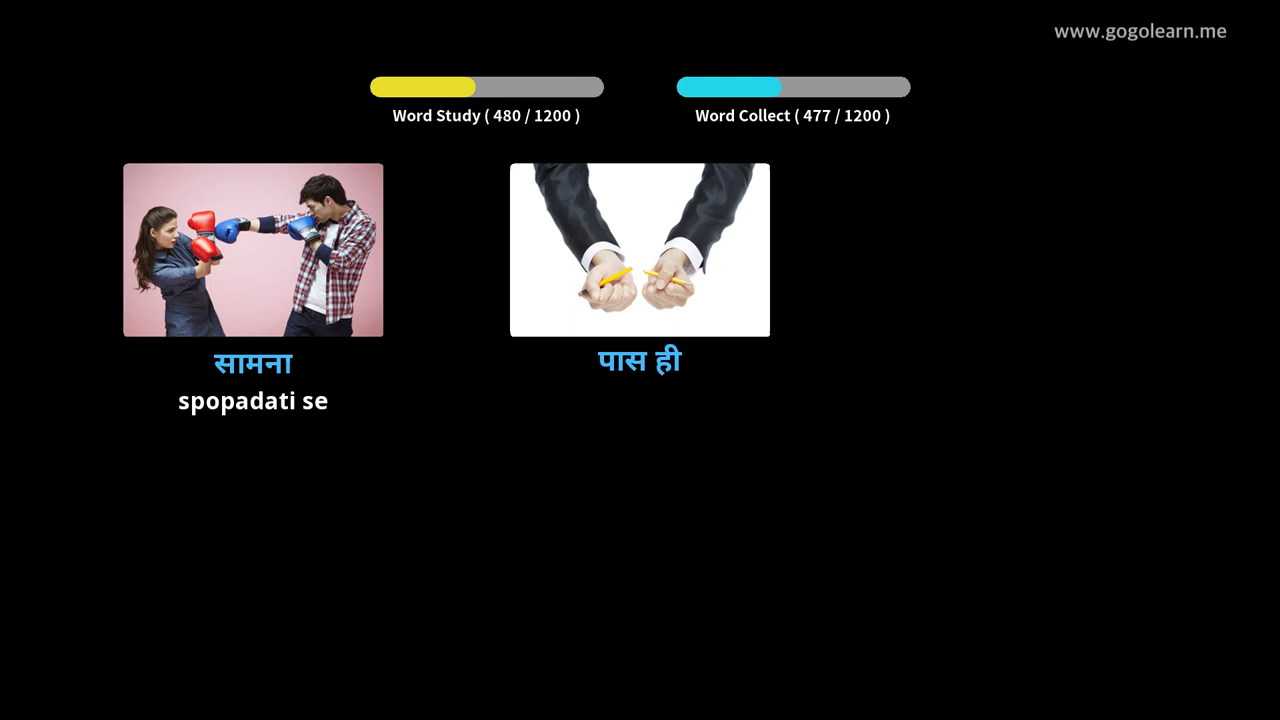 www.gogolearn.me
Word Study ( 480 / 1200 )
Word Collect ( 477 / 1200 )
सामना
spopadati se
पास ही